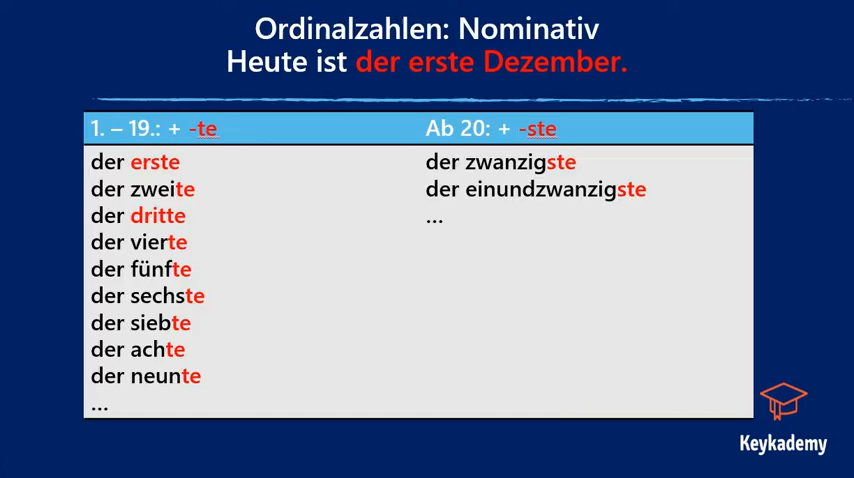 Ordinalzahlen: Nominativ
Heute ist der erste Dezember.
1. – 19.: + -te
der erste
der zweite
der dritte
der vierte
der fünfte
der sechste
der siebte
der achte
der neunte
...
Ab 20: + -ste
der zwanzigste
der einundzwanzigste
...
Keykademy